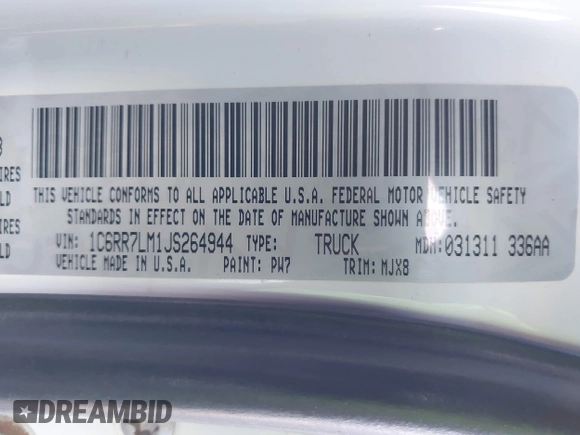 THIS VEHICLE CONFORMS TO ALL APPLICABLE U.S.A. FEDERAL MOTOR VEHICLE SAFETY
STANDARDS IN EFFECT ON THE DATE OF MANUFACTURE SHOWN ABOVE.
VIN: 1C6RR7LM1JS264944 TYPE: TRUCK MDH:031311 336AA
VEHICLE MADE IN U.S.A. PAINT: PW7 TRIM: MJX8
DREAMBID